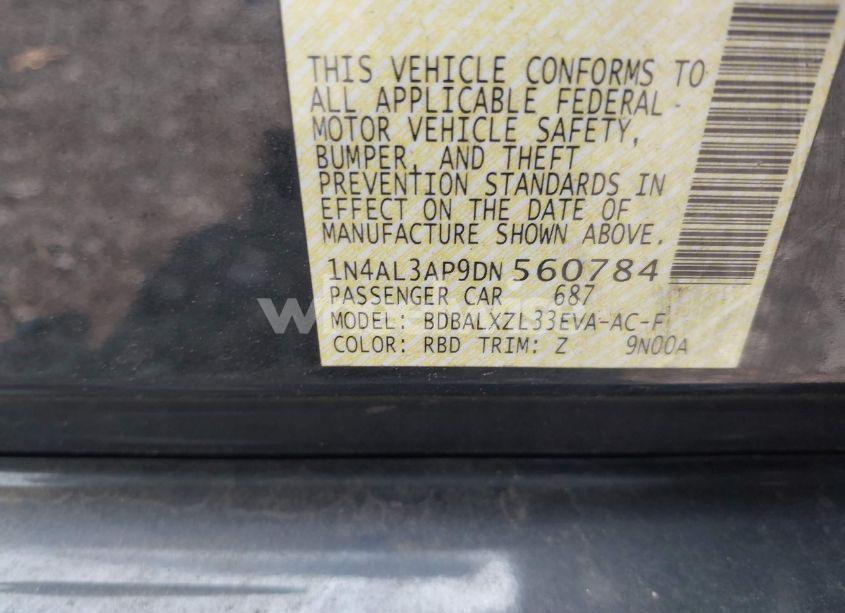 THIS VEHICLE CONFORMS TO
ALL APPLICABLE FEDERAL
MOTOR VEHICLE SAFETY,
BUMPER, AND THEFT
PREVENTION STANDARDS IN
EFFECT ON THE DATE OF
MANUFACTURE SHOWN ABOVE.
1N4AL3AP9DN 560784
PASSENGER CAR 687
MODEL: BDBALXZL33EVA-AC-F
COLOR: RBD TRIM: Z 9N00A